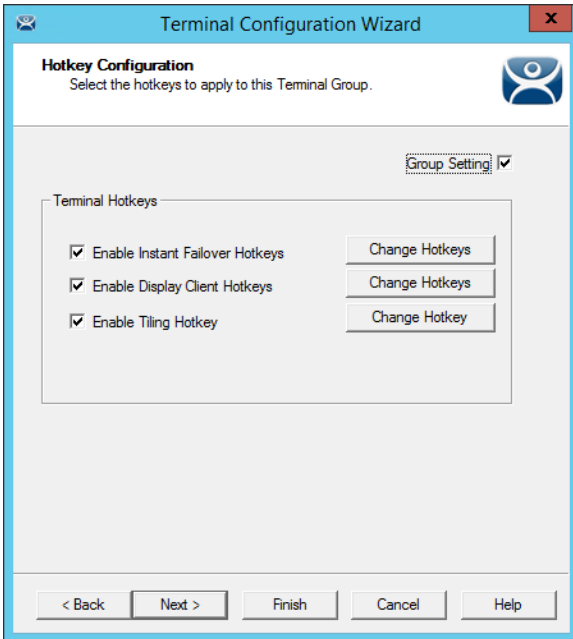 Terminal Configuration Wizard
x
Hotkey Configuration
Select the hotkeys to apply to this Terminal Group.
Group Setting
Terminal Hotkeys
Enable Instant Failover Hotkeys
Change Hotkeys
Enable Display Client Hotkeys
Change Hotkeys
Enable Tiling Hotkey
Change Hotkey
< Back
Next >
Finish
Cancel
Help